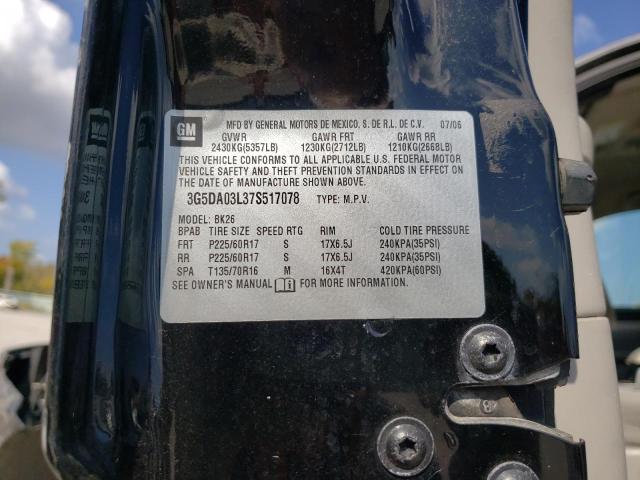 GM
MFD BY GENERAL MOTORS DE MEXICO, S. DE R.L. DE C.V. 07/06
GVWR GAWR FRT GAWR RR
2430KG(5357LB) 1230KG(2712LB) 1210KG(2668LB)
THIS VEHICLE CONFORMS TO ALL APPLICABLE U.S. FEDERAL MOTOR
VEHICLE SAFETY AND THEFT PREVENTION STANDARDS IN EFFECT ON THE
DATE OF MANUFACTURE SHOWN ABOVE.
3G5DA03L37S517078 TYPE: M.P.V.
MODEL: BK26
BPAB TIRE SIZE SPEED RTG RIM COLD TIRE PRESSURE
FRT P225/60R17 S 17X6.5J 240KPA(35PSI)
RR P225/60R17 S 17X6.5J 240KPA(35PSI)
SPA T135/70R16 M 16X4T 420KPA(60PSI)
SEE OWNER'S MANUAL FOR MORE INFORMATION.